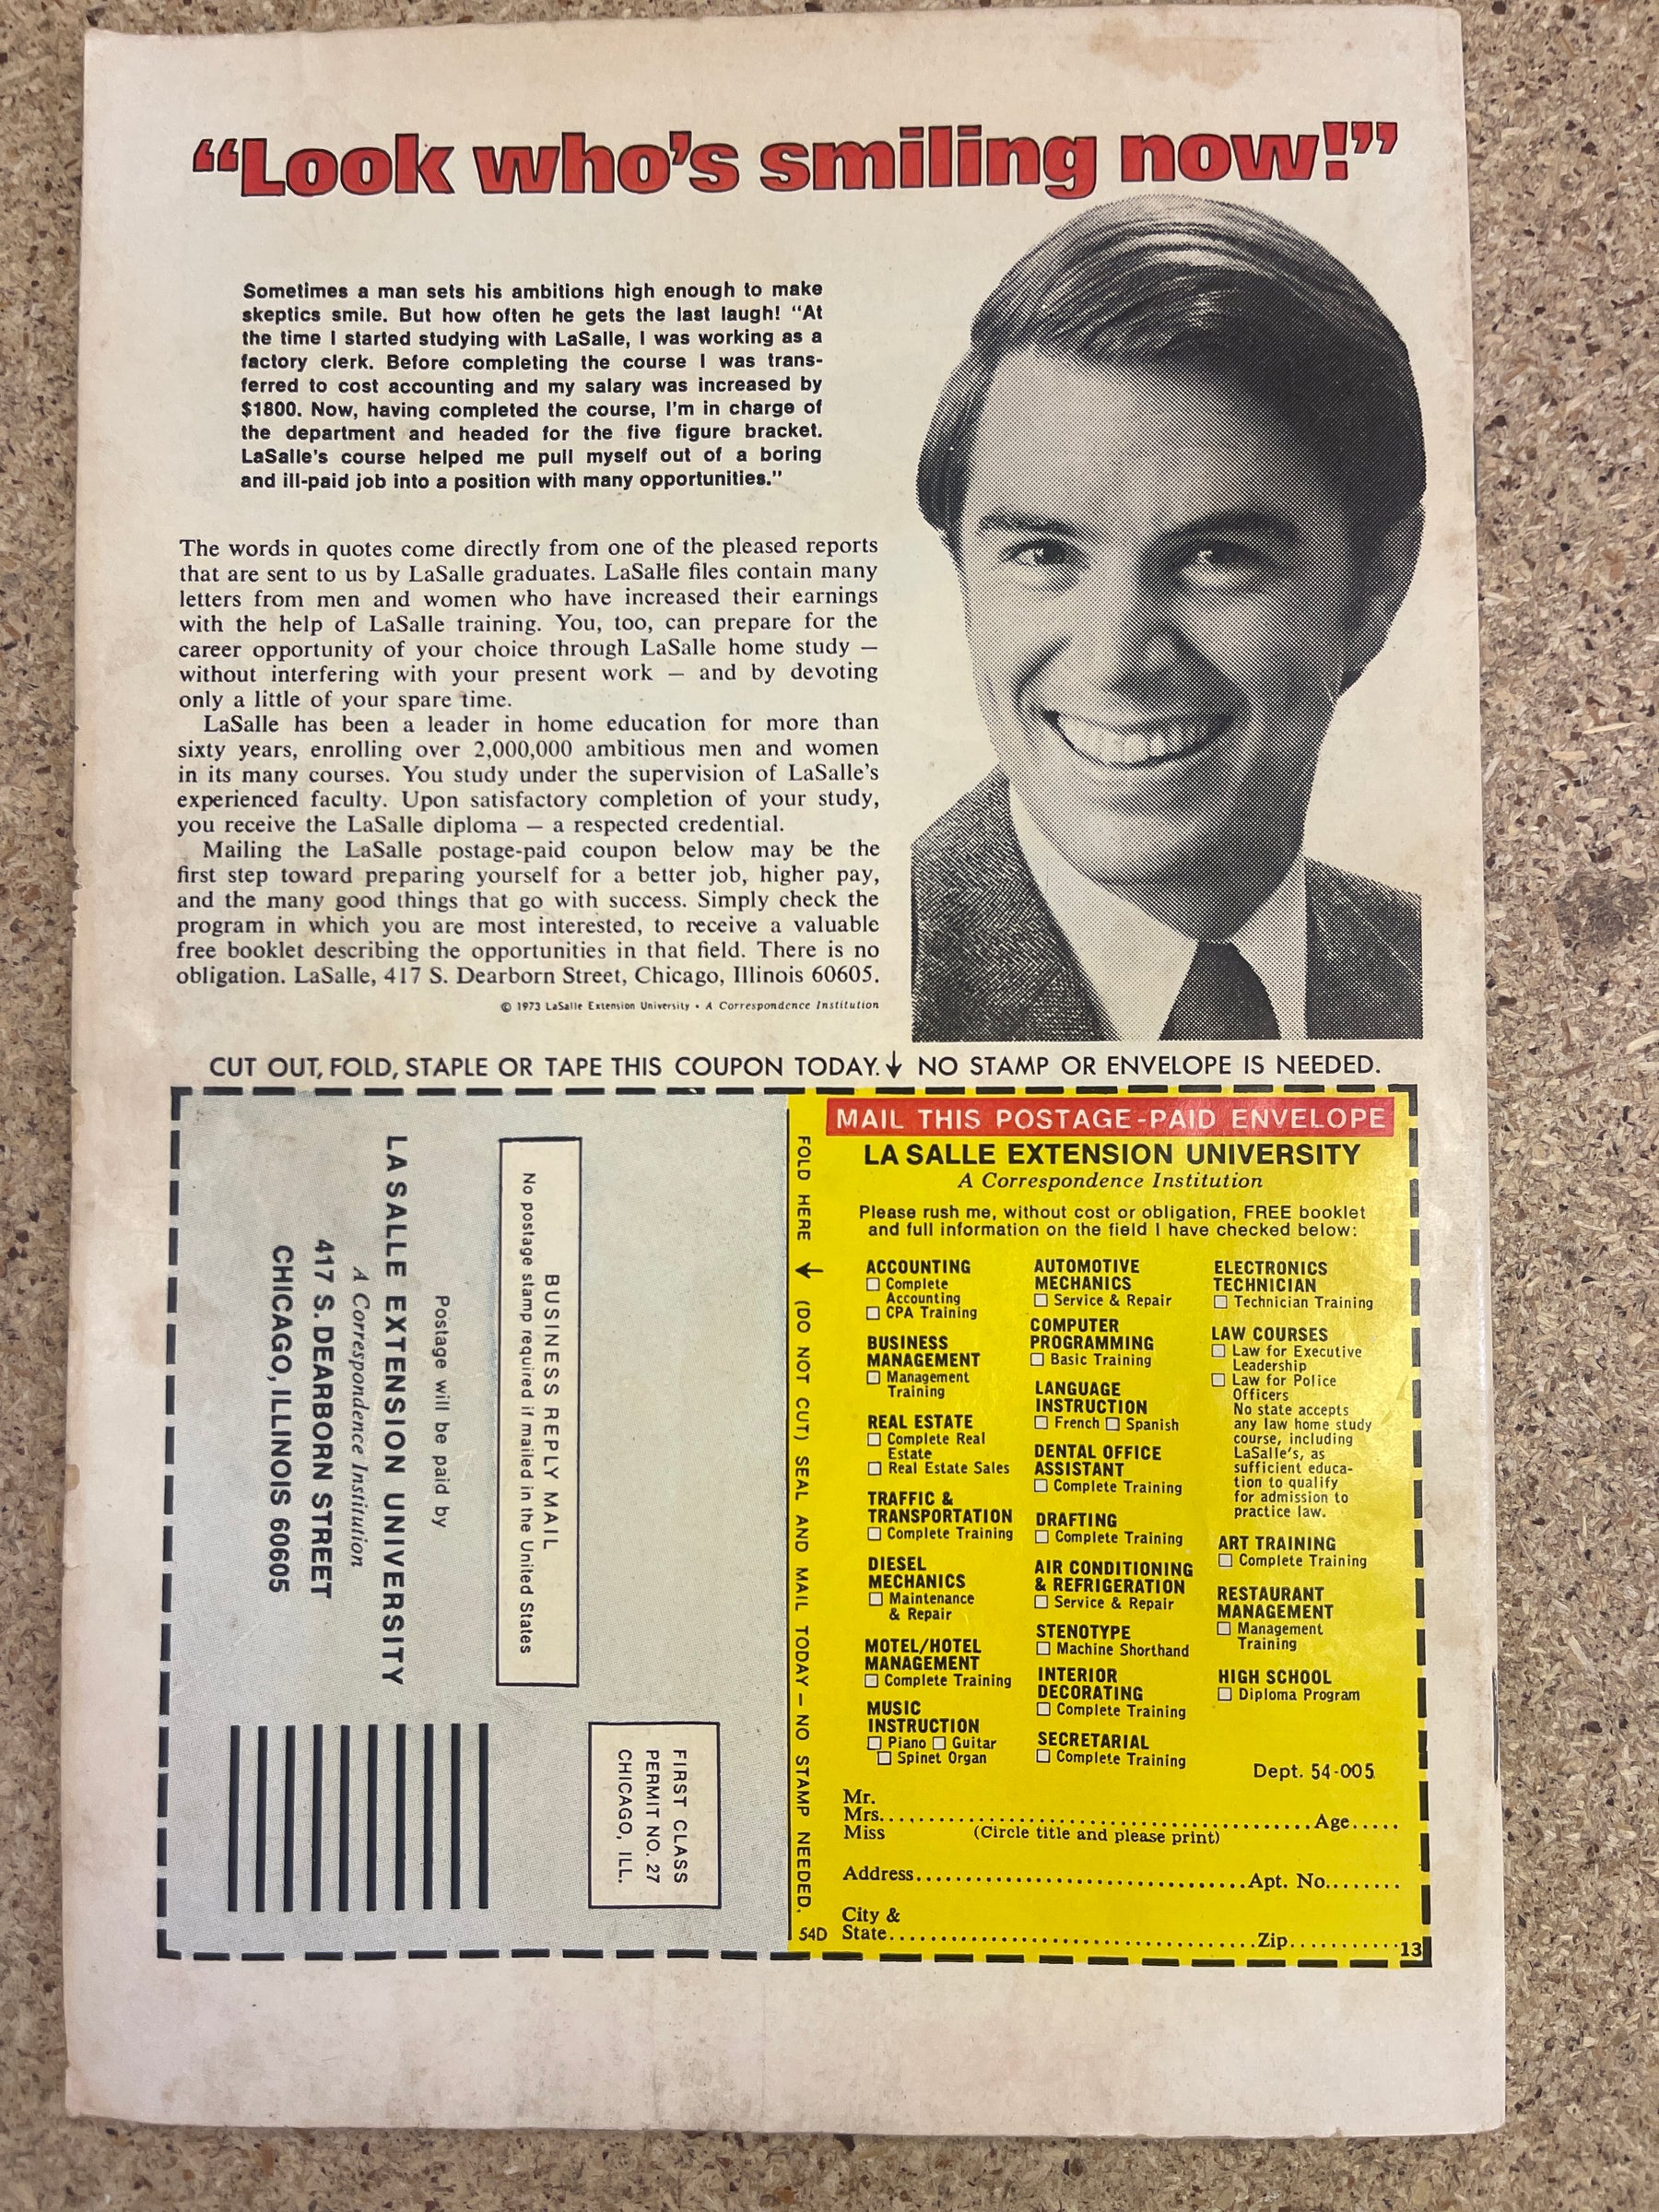 “Look who’s smiling now!”
Sometimes a man sets his ambitions high enough to make
skeptics smile. But how often he gets the last laugh! “At
the time I started studying with LaSalle, I was working as a
factory clerk. Before completing the course I was trans-
ferred to cost accounting and my salary was increased by
$1800. Now, having completed the course, I’m in charge of
the department and headed for the five figure bracket.
LaSalle’s course helped me pull myself out of a boring
and ill-paid job into a position with many opportunities.”
The words in quotes come directly from one of the pleased reports
that are sent to us by LaSalle graduates. LaSalle files contain many
letters from men and women who have increased their earnings
with the help of LaSalle training. You, too, can prepare for the
career opportunity of your choice through LaSalle home study —
without interfering with your present work — and by devoting
only a little of your spare time.
LaSalle has been a leader in home education for more than
sixty years, enrolling over 2,000,000 ambitious men and women
in its many courses. You study under the supervision of LaSalle’s
experienced faculty. Upon satisfactory completion of your study,
you receive the LaSalle diploma — a respected credential.
Mailing the LaSalle postage-paid coupon below may be the
first step toward preparing yourself for a better job, higher pay,
and the many good things that go with success. Simply check the
program in which you are most interested, to receive a valuable
free booklet describing the opportunities in that field. There is no
obligation. LaSalle, 417 S. Dearborn Street, Chicago, Illinois 60605.
© 1973 LaSalle Extension University • A Correspondence Institution
CUT OUT, FOLD, STAPLE OR TAPE THIS COUPON TODAY.↓ NO STAMP OR ENVELOPE IS NEEDED.
FIRST CLASS
PERMIT NO. 27
CHICAGO, ILL.
BUSINESS REPLY MAIL
No postage stamp required if mailed in the United States
Postage will be paid by
LA SALLE EXTENSION UNIVERSITY
A Correspondence Institution
417 S. DEARBORN STREET
CHICAGO, ILLINOIS 60605
FOLD HERE ↓ (DO NOT CUT) SEAL AND MAIL TODAY – NO STAMP NEEDED.
54D
MAIL THIS POSTAGE-PAID ENVELOPE
LA SALLE EXTENSION UNIVERSITY
A Correspondence Institution
Please rush me, without cost or obligation, FREE booklet
and full information on the field I have checked below:
ACCOUNTING
☐ Complete
Accounting
☐ CPA Training
BUSINESS
MANAGEMENT
☐ Management
Training
REAL ESTATE
☐ Complete Real
Estate
☐ Real Estate Sales
TRAFFIC &
TRANSPORTATION
☐ Complete Training
DIESEL
MECHANICS
☐ Maintenance
& Repair
MOTEL/HOTEL
MANAGEMENT
☐ Complete Training
MUSIC
INSTRUCTION
☐ Piano ☐ Guitar
☐ Spinet Organ
AUTOMOTIVE
MECHANICS
☐ Service & Repair
COMPUTER
PROGRAMMING
☐ Basic Training
LANGUAGE
INSTRUCTION
☐ French ☐ Spanish
DENTAL OFFICE
ASSISTANT
☐ Complete Training
DRAFTING
☐ Complete Training
AIR CONDITIONING
& REFRIGERATION
☐ Service & Repair
STENOTYPE
☐ Machine Shorthand
INTERIOR
DECORATING
☐ Complete Training
SECRETARIAL
☐ Complete Training
ELECTRONICS
TECHNICIAN
☐ Technician Training
LAW COURSES
☐ Law for Executive
Leadership
☐ Law for Police
Officers
No state accepts
any law home study
course, including
LaSalle’s, as
sufficient educa-
tion to qualify
for admission to
practice law.
ART TRAINING
☐ Complete Training
RESTAURANT
MANAGEMENT
☐ Management
Training
HIGH SCHOOL
☐ Diploma Program
Dept. 54-005
Mr.
Mrs. Age
Miss (Circle title and please print)
Address Apt. No.
City &
State Zip
13